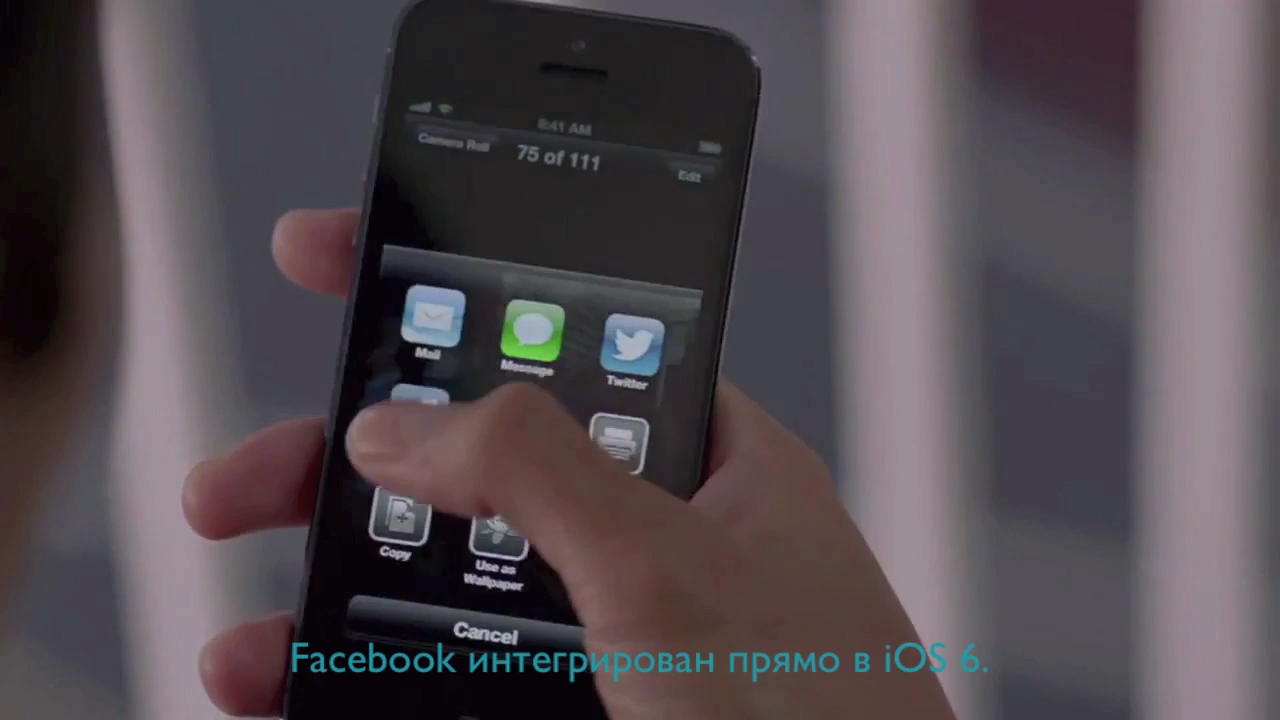 8:41 AM
Camera Roll
75 of 111
Edit
Mail
Message
Twitter
Copy
Use as
Wallpaper
Cancel
Facebook интегрирован прямо в iOS 6.